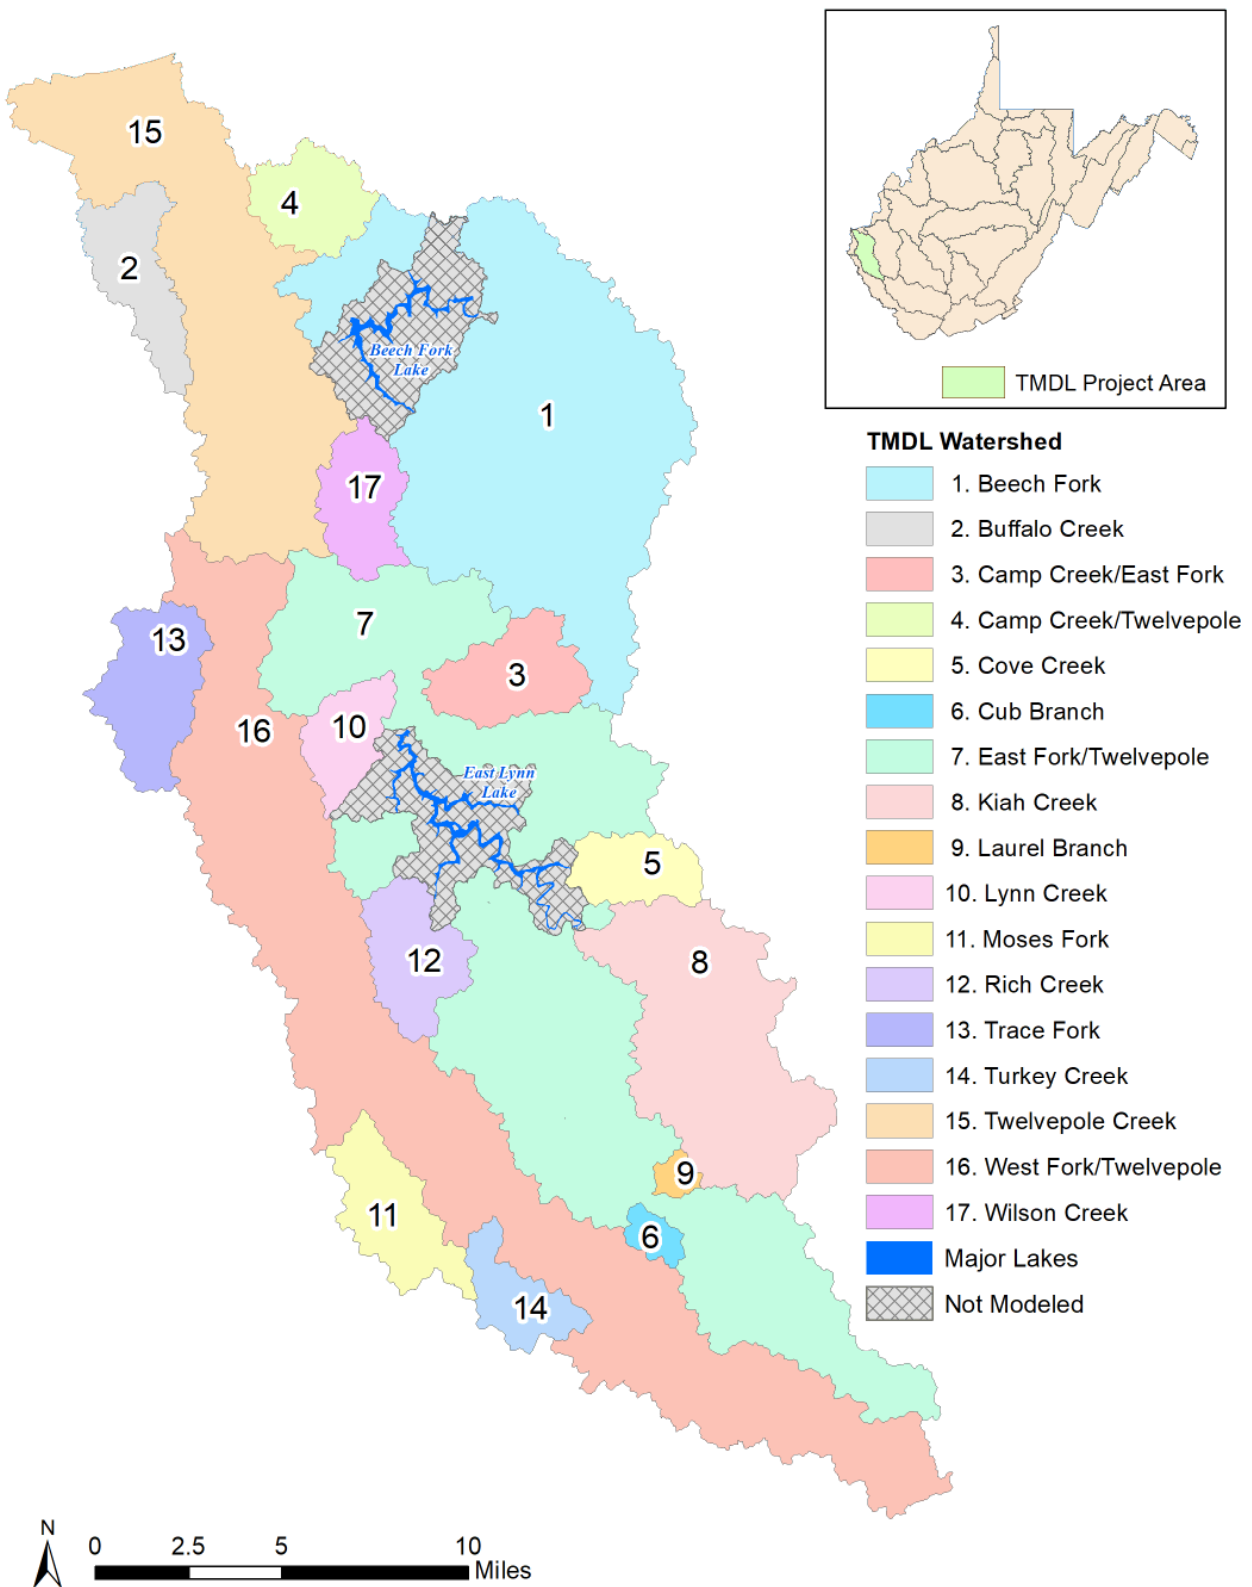 15
4
2
Beech Fork
Lake
1
17
7
13
3
10
16
East Lynn
Lake
5
12
8
9
11
6
14
TMDL Project Area
TMDL Watershed
1. Beech Fork
2. Buffalo Creek
3. Camp Creek/East Fork
4. Camp Creek/Twelvepole
5. Cove Creek
6. Cub Branch
7. East Fork/Twelvepole
8. Kiah Creek
9. Laurel Branch
10. Lynn Creek
11. Moses Fork
12. Rich Creek
13. Trace Fork
14. Turkey Creek
15. Twelvepole Creek
16. West Fork/Twelvepole
17. Wilson Creek
Major Lakes
Not Modeled
N
0 2.5 5 10
Miles